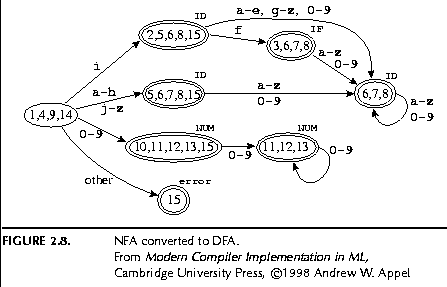 ID
a-e, g-z, 0-9
2,5,6,8,15
f
IF
3,6,7,8
a-z
0-9
i
ID
a-h
j-z
5,6,7,8,15
a-z
0-9
ID
6,7,8
a-z
0-9
1,4,9,14
0-9
NUM
10,11,12,13,15
0-9
NUM
11,12,13
0-9
other
error
15
FIGURE 2.8. NFA converted to DFA.
From Modern Compiler Implementation in ML,
Cambridge University Press, ©1998 Andrew W. Appel